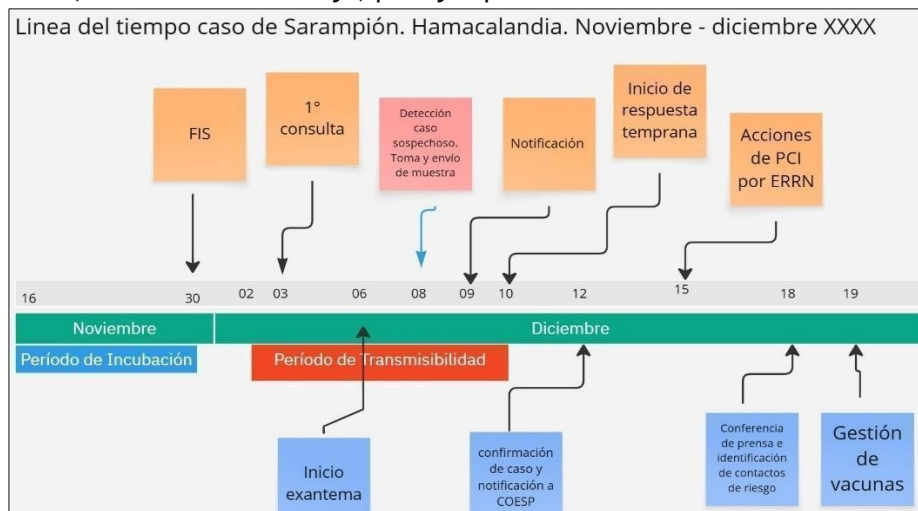 Linea del tiempo caso de Sarampión. Hamacalandia. Noviembre - diciembre XXXX
FIS
1°
consulta
Detección
caso
sospechoso.
Toma y envío
de muestra
Notificación
Inicio de
respuesta
temprana
Acciones
de PCI
por ERRN
16
30
02
03
06
08
09
10
12
15
18
19
Noviembre
Diciembre
Período de Incubación
Período de Transmisibilidad
Inicio
exantema
confirmación
de caso y
notificación a
COESP
Conferencia
de prensa e
identificación
de contactos
de riesgo
Gestión
de
vacunas